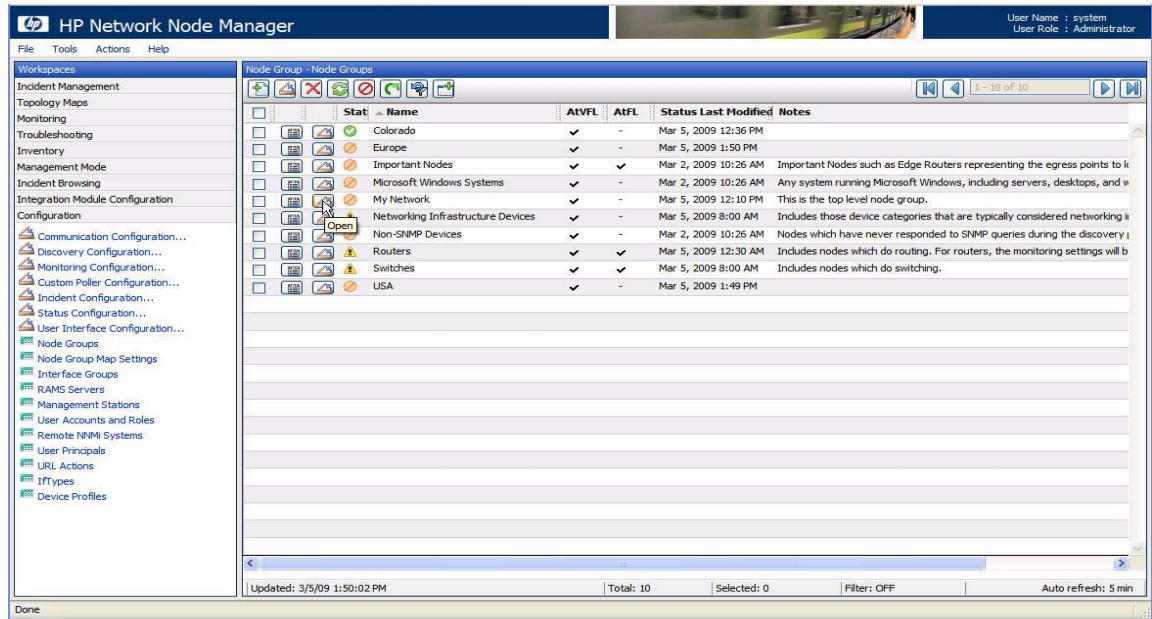 hp HP Network Node Manager
User Name : system
User Role : Administrator
File Tools Actions Help
Workspaces
Incident Management
Topology Maps
Monitoring
Troubleshooting
Inventory
Management Mode
Incident Browsing
Integration Module Configuration
Configuration
Communication Configuration...
Discovery Configuration...
Monitoring Configuration...
Custom Poller Configuration...
Incident Configuration...
Status Configuration...
User Interface Configuration...
Node Groups
Node Group Map Settings
Interface Groups
RAMS Servers
Management Stations
User Accounts and Roles
Remote NNMi Systems
User Principals
URL Actions
IfTypes
Device Profiles
Node Group - Node Groups
1 - 10 of 10
Stat Name AtVFL AtFL Status Last Modified Notes
Colorado - Mar 5, 2009 12:36 PM
Europe - Mar 5, 2009 1:50 PM
Important Nodes Mar 2, 2009 10:26 AM Important Nodes such as Edge Routers representing the egress points to
Microsoft Windows Systems - Mar 2, 2009 10:26 AM Any system running Microsoft Windows, including servers, desktops, and
My Network - Mar 5, 2009 12:10 PM This is the top level node group.
Open
Networking Infrastructure Devices - Mar 5, 2009 8:00 AM Includes those device categories that are typically considered networking
Non-SNMP Devices - Mar 2, 2009 10:26 AM Nodes which have never responded to SNMP queries during the discovery
Routers Mar 5, 2009 12:30 AM Includes nodes which do routing. For routers, the monitoring settings will b
Switches Mar 5, 2009 8:00 AM Includes nodes which do switching.
USA - Mar 5, 2009 1:49 PM
Updated: 3/5/09 1:50:02 PM Total: 10 Selected: 0 Filter: OFF Auto refresh: 5 min
Done